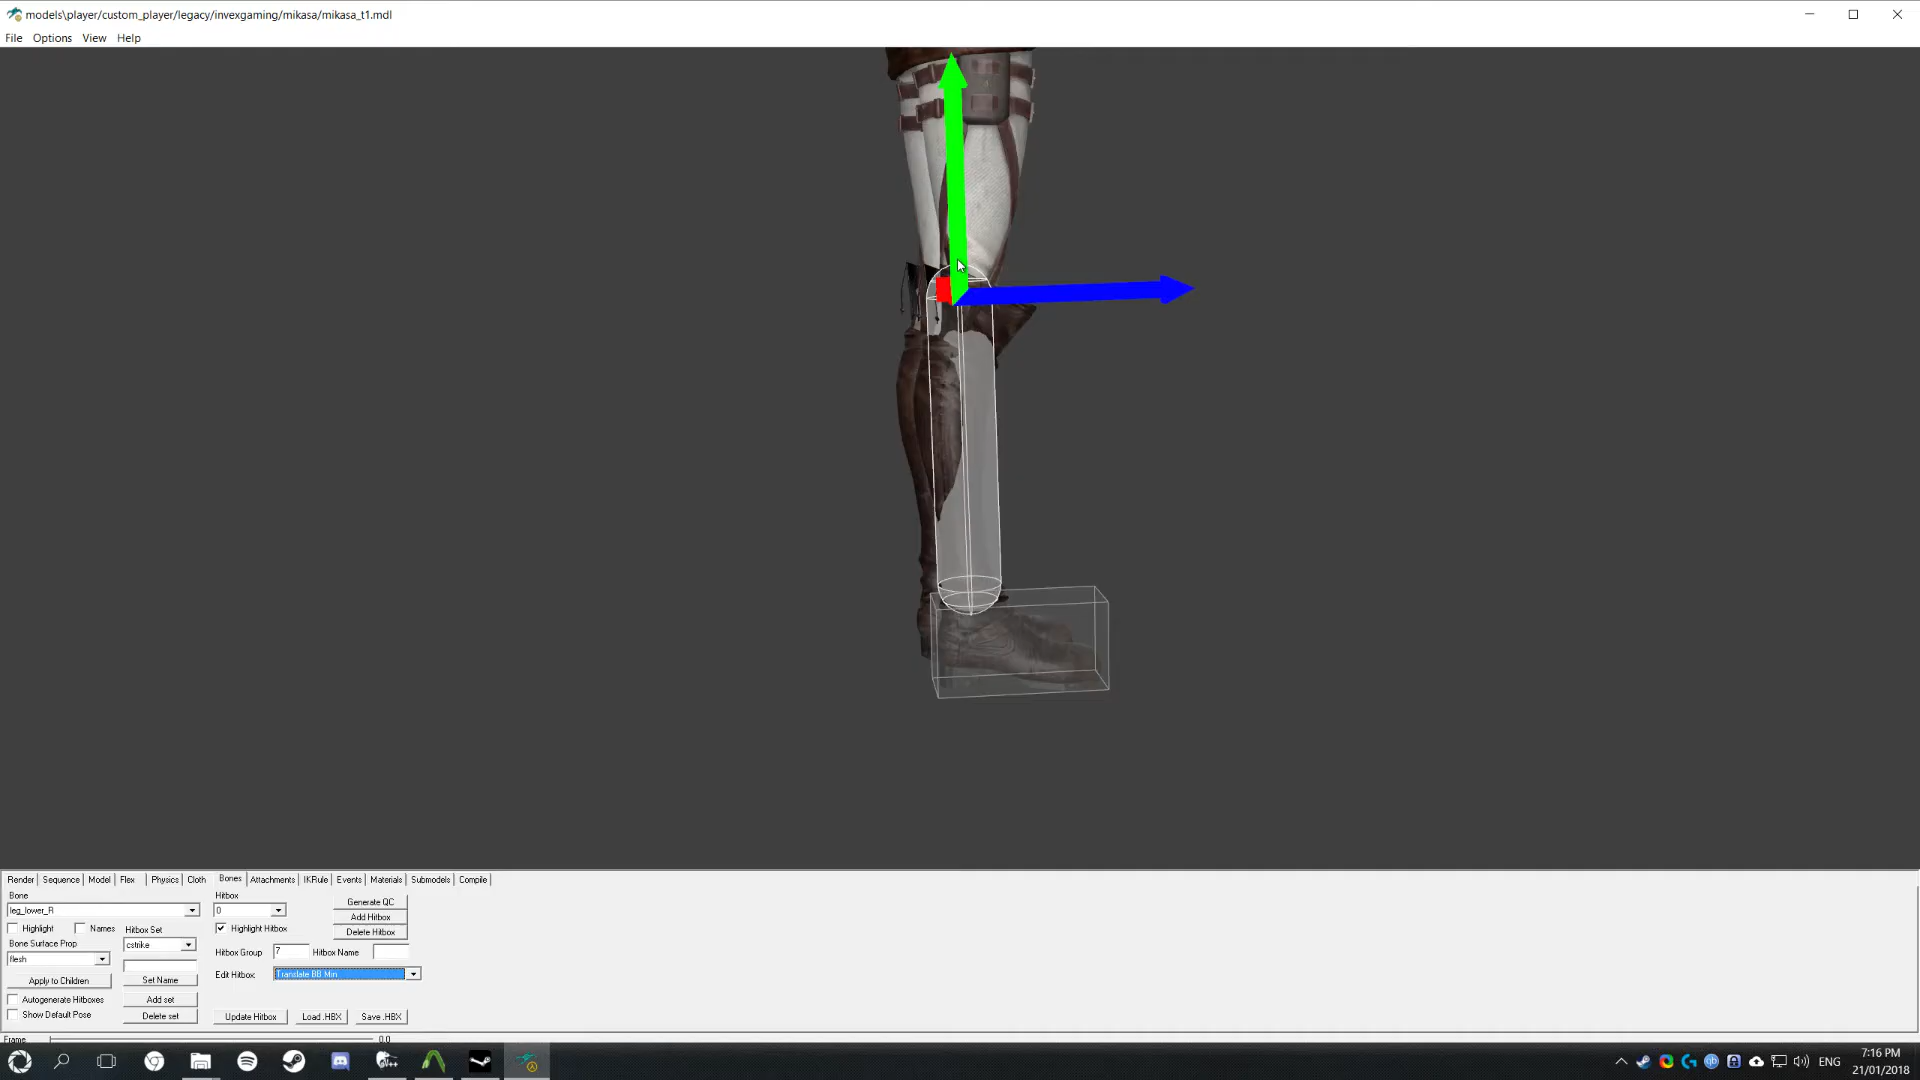 models\player/custom_player/legacy/invexgaming/mikasa/mikasa_t1.mdl
File Options View Help
Render Sequence Model Flex Physics Cloth Bones Attachments IKRule Events Materials Submodels Compile
Bone
leg_lower_R
Highlight Names
Bone Surface Prop
flesh
Apply to Children
Autogenerate Hitboxes
Show Default Pose
Hitbox Set
cstrike
Set Name
Add set
Delete set
Hitbox
0
Highlight Hitbox
Generate QC
Add Hitbox
Delete Hitbox
Hitbox Group 7 Hitbox Name
Edit Hitbox: Translate BB Min
Update Hitbox Load .HBX Save .HBX
Frame 0.0
ENG
7:16 PM
21/01/2018